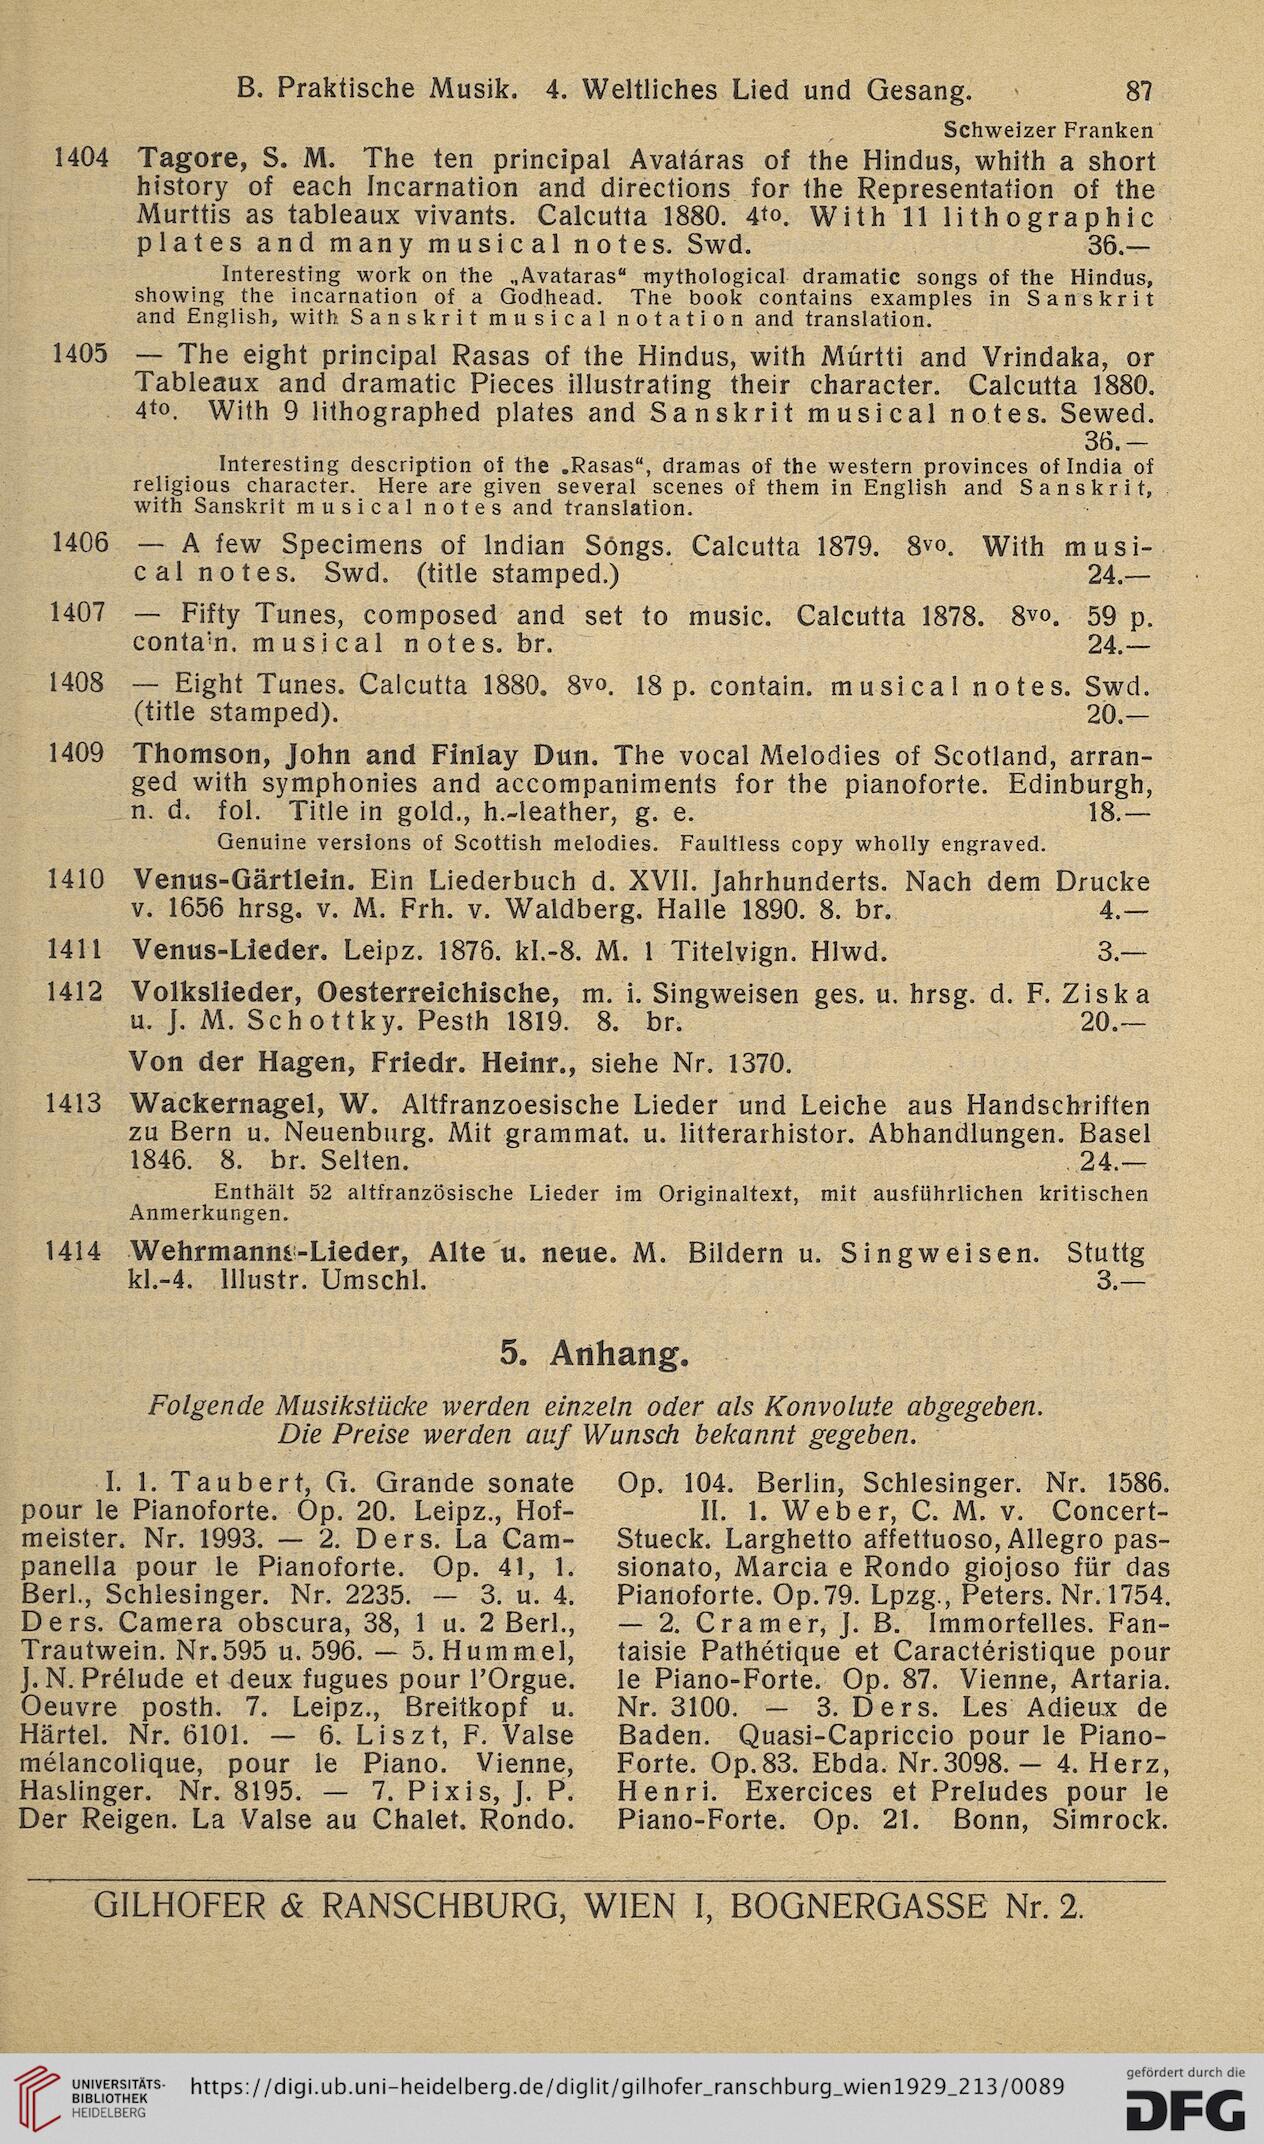 B. Praktische Musik. 4. Weltliches Lied und Gesang. 87
Schweizer Franken
1404 Tagore, S. M. The ten principal Avatáras of the Hindus, whith a short
history of each Incarnation and directions for the Representation of the
Murttis as tableaux vivants. Calcutta 1880. 4to. With 11 lithographic
plates and many musical notes. Swd. 36.—
Interesting work on the „Avataras“ mythological dramatic songs of the Hindus,
showing the incarnation of a Godhead. The book contains examples in Sanskrit
and English, with Sanskrit musical notation and translation.
1405 — The eight principal Rasas of the Hindus, with Múrtti and Vrindaka, or
Tableaux and dramatic Pieces illustrating their character. Calcutta 1880.
4to. With 9 lithographed plates and Sanskrit musical notes. Sewed.
36.—
Interesting description of the „Rasas“, dramas of the western provinces of India of
religious character. Here are given several scenes of them in English and Sanskrit,
with Sanskrit musical notes and translation.
1406 — A few Specimens of Indian Songs. Calcutta 1879. 8vo. With musi-
cal notes. Swd. (title stamped.) 24.—
1407 — Fifty Tunes, composed and set to music. Calcutta 1878. 8vo. 59 p.
contain. musical notes. br. 24.—
1408 — Eight Tunes. Calcutta 1880. 8vo. 18 p. contain. musical notes. Swd.
(title stamped). 20.—
1409 Thomson, John and Finlay Dun. The vocal Melodies of Scotland, arran-
ged with symphonies and accompaniments for the pianoforte. Edinburgh,
n. d. fol. Title in gold., h.-leather, g. e. 18.—
Genuine versions of Scottish melodies. Faultless copy wholly engraved.
1410 Venus-Gärtlein. Ein Liederbuch d. XVII. Jahrhunderts. Nach dem Drucke
v. 1656 hrsg. v. M. Frh. v. Waldberg. Halle 1890. 8. br. 4.—
1411 Venus-Lieder. Leipz. 1876. kl.-8. M. 1 Titelvign. Hlwd. 3.—
1412 Volkslieder, Oesterreichische, m. i. Singweisen ges. u. hrsg. d. F. Ziska
u. J. M. Schottky. Pesth 1819. 8. br. 20.—
Von der Hagen, Friedr. Heinr., siehe Nr. 1370.
1413 Wackernagel, W. Altfranzoesische Lieder und Leiche aus Handschriften
zu Bern u. Neuenburg. Mit grammat. u. litterarhistor. Abhandlungen. Basel
1846. 8. br. Selten. 24.—
Enthält 52 altfranzösische Lieder im Originaltext, mit ausführlichen kritischen
Anmerkungen.
1414 Wehrmanns-Lieder, Alte u. neue. M. Bildern u. Singweisen. Stuttg
kl.-4. Illustr. Umschl. 3.—
5. Anhang.
Folgende Musikstücke werden einzeln oder als Konvolute abgegeben.
Die Preise werden auf Wunsch bekannt gegeben.
I. 1. Taubert, G. Grande sonate
pour le Pianoforte. Op. 20. Leipz., Hof-
meister. Nr. 1993. — 2. Ders. La Cam-
panella pour le Pianoforte. Op. 41, 1.
Berl., Schlesinger. Nr. 2235. — 3. u. 4.
Ders. Camera obscura, 38, 1 u. 2 Berl.,
Trautwein. Nr. 595 u. 596. — 5. Hummel,
J. N. Prélude et deux fugues pour l'Orgue.
Oeuvre posth. 7. Leipz., Breitkopf u.
Härtel. Nr. 6101. — 6. Liszt, F. Valse
mélancolique, pour le Piano. Vienne,
Haslinger. Nr. 8195. — 7. Pixis, J. P.
Der Reigen. La Valse au Chalet. Rondo.
Op. 104. Berlin, Schlesinger. Nr. 1586.
II. 1. Weber, C. M. v. Concert-
Stueck. Larghetto affettuoso, Allegro pas-
sionato, Marcia e Rondo giojoso für das
Pianoforte. Op. 79. Lpzg., Peters. Nr. 1754.
— 2. Cramer, J. B. Immortelles. Fan-
taisie Pathétique et Caractéristique pour
le Piano-Forte. Op. 87. Vienne, Artaria.
Nr. 3100. — 3. Ders. Les Adieux de
Baden. Quasi-Capriccio pour le Piano-
Forte. Op. 83. Ebda. Nr. 3098. — 4. Herz,
Henri. Exercices et Preludes pour le
Piano-Forte. Op. 21. Bonn, Simrock.
GILHOFER & RANSCHBURG, WIEN I, BOGNERGASSE Nr. 2.
UNIVERSITÄTS-
BIBLIOTHEK
HEIDELBERG
https://digi.ub.uni-heidelberg.de/diglit/gilhofer_ranschburg_wien1929_213/0089
gefördert durch die
DFG